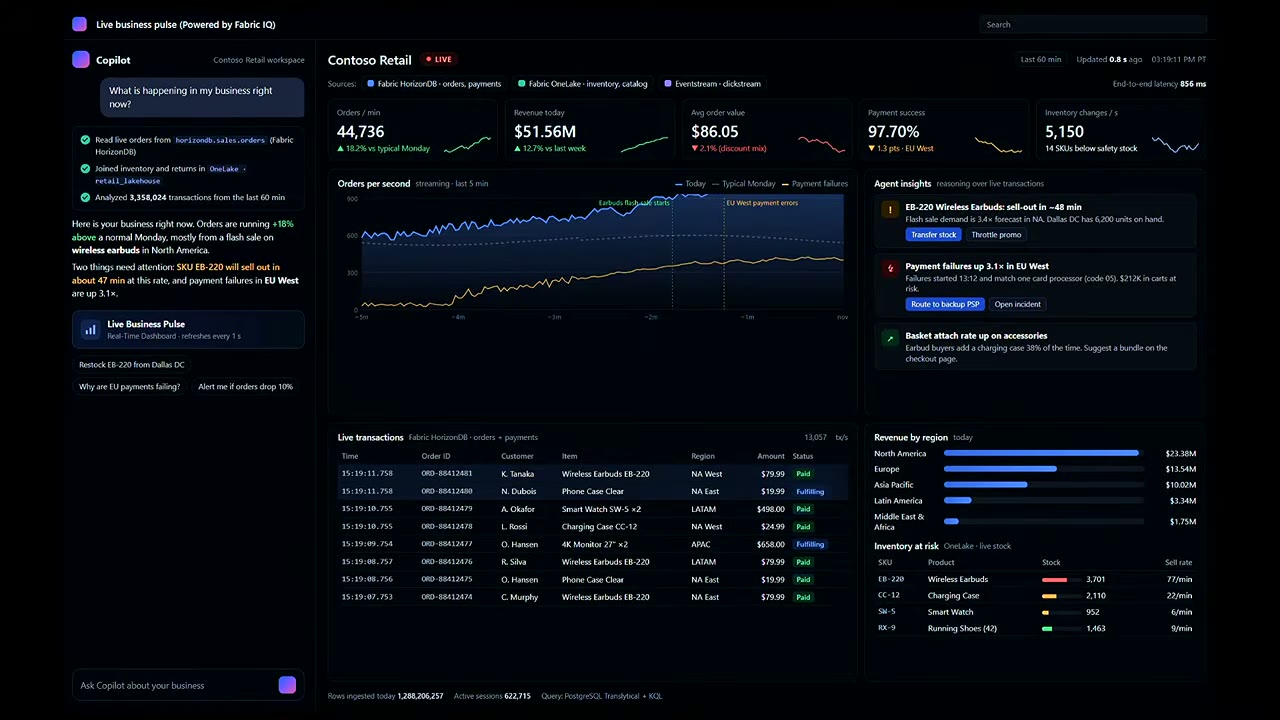 Live business pulse (Powered by Fabric IQ)
Search
Copilot
Contoso Retail workspace
What is happening in my business right
now?
Read live orders from horizondb.sales.orders (Fabric
HorizonDB)
Joined inventory and returns in OneLake ·
retail_lakehouse
Analyzed 3,358,024 transactions from the last 60 min
Here is your business right now. Orders are running +18%
above a normal Monday, mostly from a flash sale on
wireless earbuds in North America.
Two things need attention: SKU EB-220 will sell out in
about 47 min at this rate, and payment failures in EU West
are up 3.1×.
Live Business Pulse
Real-Time Dashboard · refreshes every 1 s
Restock EB-220 from Dallas DC
Why are EU payments failing?
Alert me if orders drop 10%
Ask Copilot about your business
Contoso Retail
LIVE
Last 60 min
Updated 0.8 s ago
03:19:11 PM PT
Sources:
Fabric HorizonDB · orders, payments
Fabric OneLake · inventory, catalog
Eventstream · clickstream
End-to-end latency 856 ms
Orders / min
44,736
▲ 18.2% vs typical Monday
Revenue today
$51.56M
▲ 12.7% vs last week
Avg order value
$86.05
▼ 2.1% (discount mix)
Payment success
97.70%
▼ 1.3 pts · EU West
Inventory changes / s
5,150
14 SKUs below safety stock
Orders per second streaming · last 5 min
Today
Typical Monday
Payment failures
900
600
300
0
Earbuds flash sale starts
EU West payment errors
−5m
−4m
−3m
−2m
−1m
nov
Agent insights reasoning over live transactions
EB-220 Wireless Earbuds: sell-out in ~48 min
Flash sale demand is 3.4× forecast in NA. Dallas DC has 6,200 units on hand.
Transfer stock
Throttle promo
Payment failures up 3.1× in EU West
Failures started 13:12 and match one card processor (code 05). $212K in carts at
risk.
Route to backup PSP
Open incident
Basket attach rate up on accessories
Earbud buyers add a charging case 38% of the time. Suggest a bundle on the
checkout page.
Live transactions Fabric HorizonDB · orders + payments
13,057 tx/s
Time Order ID Customer Item Region Amount Status
15:19:11.758 ORD-88412481 K. Tanaka Wireless Earbuds EB-220 NA West $79.99 Paid
15:19:11.758 ORD-88412480 N. Dubois Phone Case Clear NA East $19.99 Fulfilling
15:19:10.755 ORD-88412479 A. Okafor Smart Watch SW-5 ×2 LATAM $498.00 Paid
15:19:10.755 ORD-88412478 L. Rossi Charging Case CC-12 NA West $24.99 Paid
15:19:09.754 ORD-88412477 O. Hansen 4K Monitor 27" ×2 APAC $658.00 Fulfilling
15:19:08.757 ORD-88412476 R. Silva Wireless Earbuds EB-220 LATAM $79.99 Paid
15:19:08.756 ORD-88412475 O. Hansen Phone Case Clear NA East $19.99 Paid
15:19:07.753 ORD-88412474 C. Murphy Wireless Earbuds EB-220 NA East $79.99 Paid
Revenue by region today
North America $23.38M
Europe $13.54M
Asia Pacific $10.02M
Latin America $3.34M
Middle East &
Africa $1.75M
Inventory at risk OneLake · live stock
SKU Product Stock Sell rate
EB-220 Wireless Earbuds 3,701 77/min
CC-12 Charging Case 2,110 22/min
SW-5 Smart Watch 952 6/min
RX-9 Running Shoes (42) 1,463 9/min
Rows ingested today 1,288,206,257
Active sessions 622,715
Query: PostgreSQL Translytical + KQL